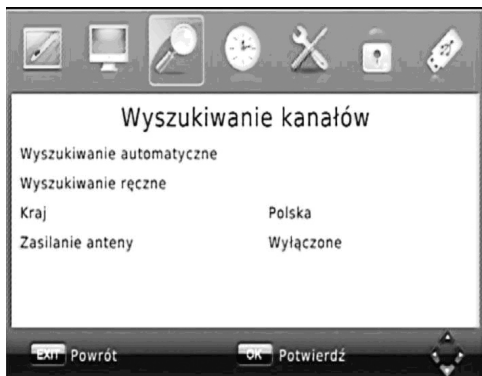 Wyszukiwanie kanałów
Wyszukiwanie automatyczne
Wyszukiwanie ręczne
Kraj Polska
Zasilanie anteny Wyłączone
EXIT Powrót OK Potwierdź